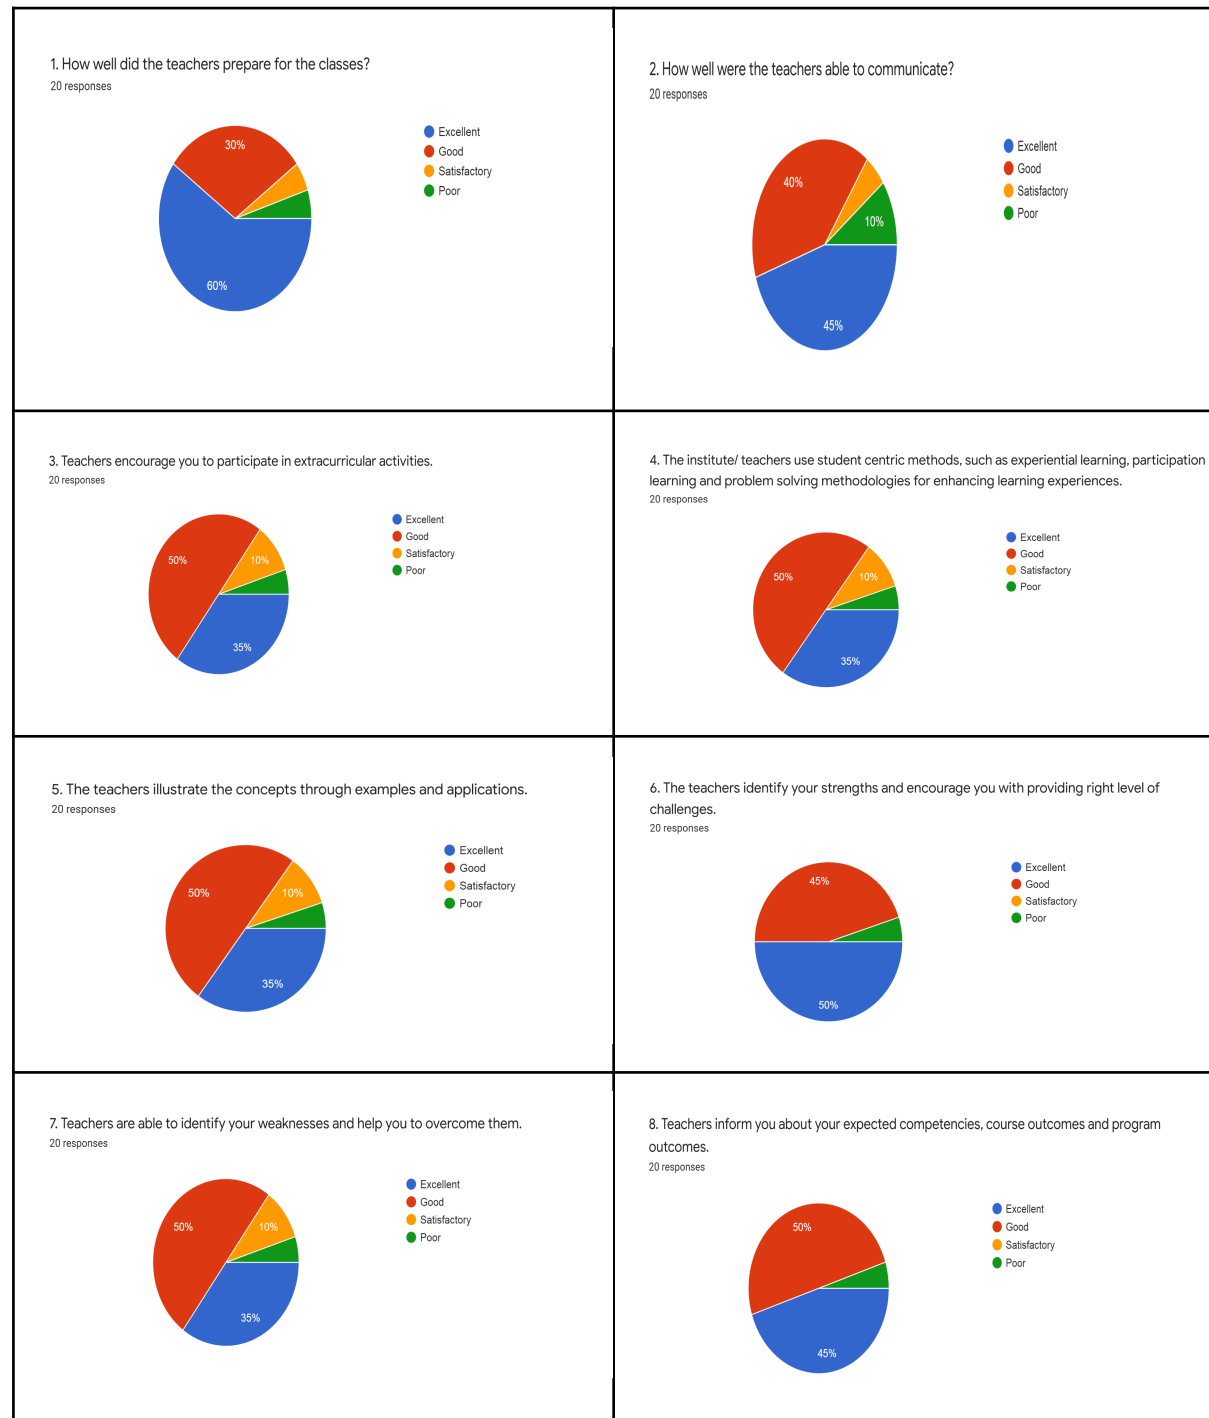 1. How well did the teachers prepare for the classes?
20 responses
30%
60%
Excellent
Good
Satisfactory
Poor
2. How well were the teachers able to communicate?
20 responses
40%
10%
45%
Excellent
Good
Satisfactory
Poor
3. Teachers encourage you to participate in extracurricular activities.
20 responses
50%
10%
35%
Excellent
Good
Satisfactory
Poor
4. The institute/ teachers use student centric methods, such as experiential learning, participation
learning and problem solving methodologies for enhancing learning experiences.
20 responses
50%
10%
35%
Excellent
Good
Satisfactory
Poor
5. The teachers illustrate the concepts through examples and applications.
20 responses
50%
10%
35%
Excellent
Good
Satisfactory
Poor
6. The teachers identify your strengths and encourage you with providing right level of
challenges.
20 responses
45%
50%
Excellent
Good
Satisfactory
Poor
7. Teachers are able to identify your weaknesses and help you to overcome them.
20 responses
50%
10%
35%
Excellent
Good
Satisfactory
Poor
8. Teachers inform you about your expected competencies, course outcomes and program
outcomes.
20 responses
50%
45%
Excellent
Good
Satisfactory
Poor